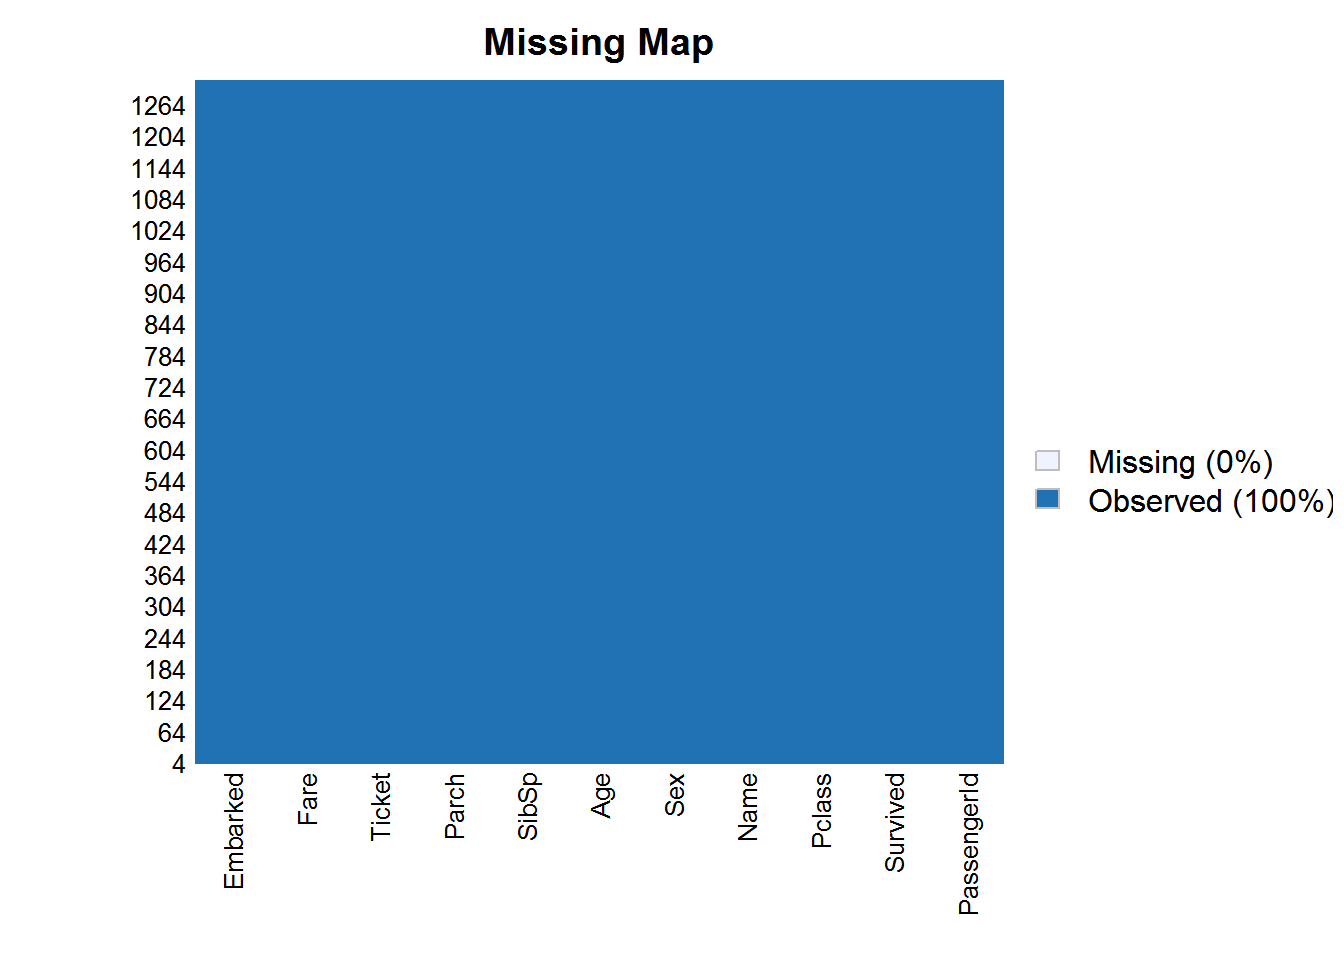 Missing Map
1264
1204
1144
1084
1024
964
904
844
784
724
664
604
544
484
424
364
304
244
184
124
64
4
Missing (0%)
Observed (100%)
Embarked
Fare
Ticket
Parch
SibSp
Age
Sex
Name
Pclass
Survived
PassengerId